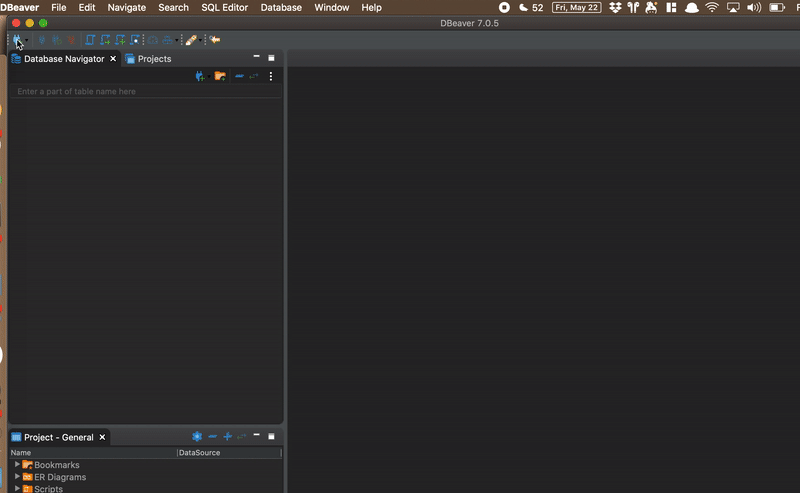 DBeaver File Edit Navigate Search SQL Editor Database Window Help 52 Fri, May 22
DBeaver 7.0.5
Database Navigator Projects
Enter a part of table name here
Project - General
Name DataSource
Bookmarks
ER Diagrams
Scripts